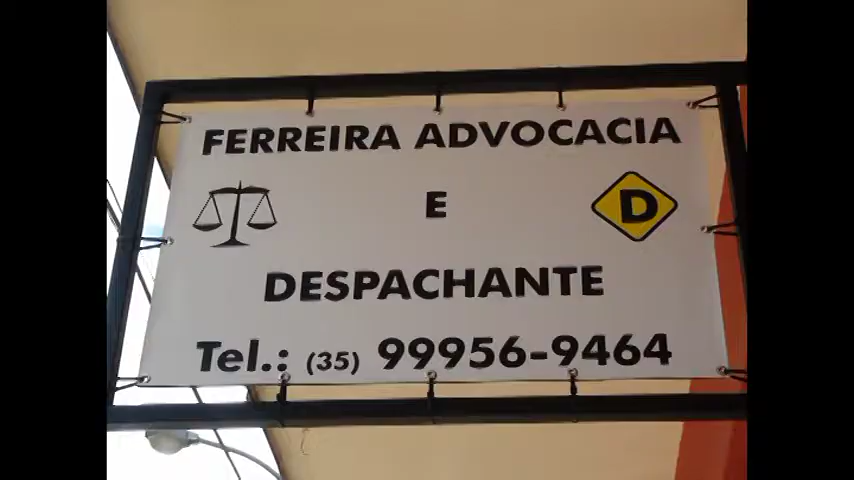 FERREIRA ADVOCACIA
E
D
DESPACHANTE
Tel.: (35) 99956-9464